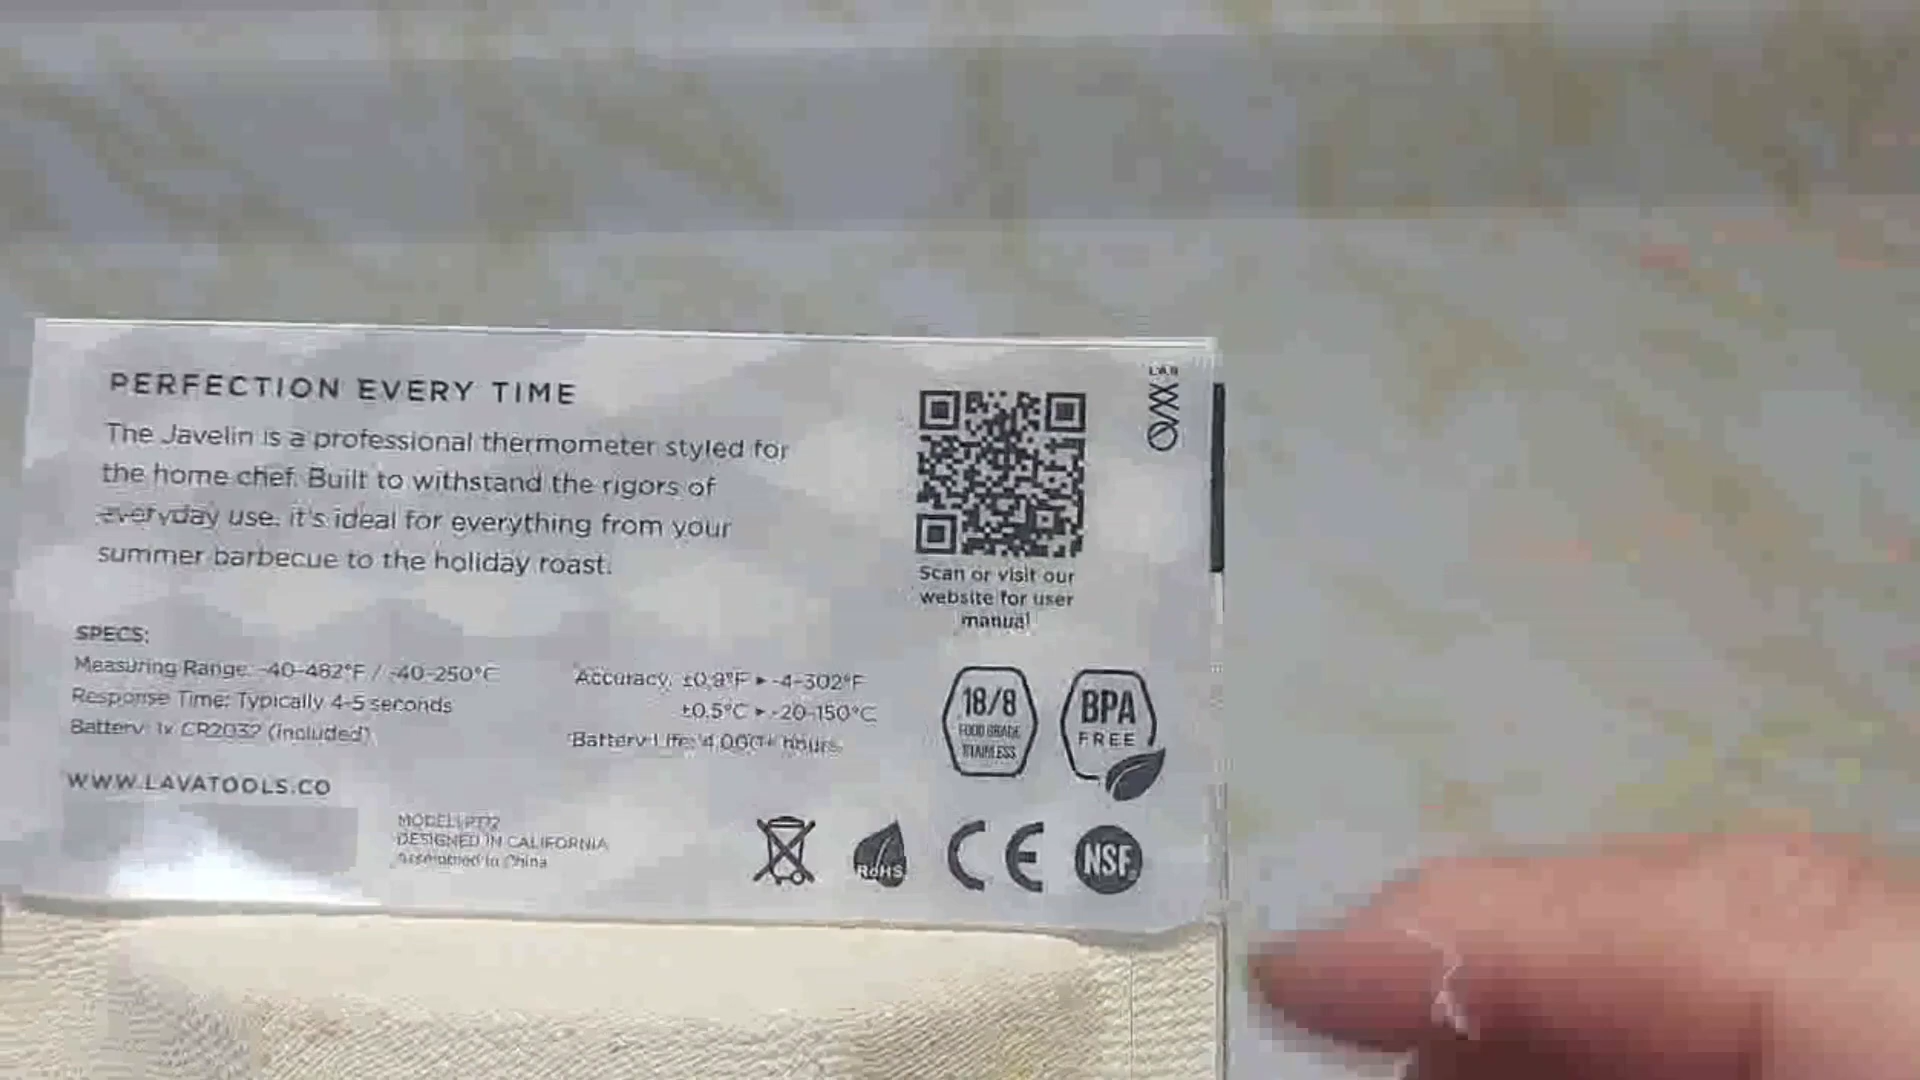 PERFECTION EVERY TIME
The Javelin is a professional thermometer styled for
the home chef. Built to withstand the rigors of
everyday use, it's ideal for everything from your
summer barbecue to the holiday roast.
Scan or visit our
website for user
manual
LAB
SPECS:
Measuring Range: -40-482°F / -40-250°C
Response Time: Typically 4-5 seconds
Battery: 1x CR2032 (included)
Accuracy: ±0.9°F ▸ -4-302°F
±0.5°C ▸ -20-150°C
Battery Life: 4,000+ hours
18/8
FOOD GRADE
STAINLESS
BPA
FREE
WWW.LAVATOOLS.CO
MODEL:
DESIGNED IN CALIFORNIA
Assembled in China
RoHS
CE
NSF